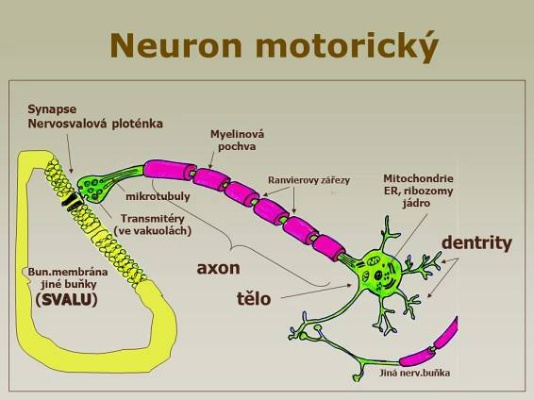 Neuron motorický
Synapse
Nervosvalová ploténka
Myelinová
pochva
Ranvierovy zářezy
Mitochondrie
ER, ribozomy
jádro
mikrotubuly
Transmitéry
(ve vakuolách)
dentrity
axon
tělo
Bun.membrána
jiné buňky
(SVALU)
Jiná nerv.buňka